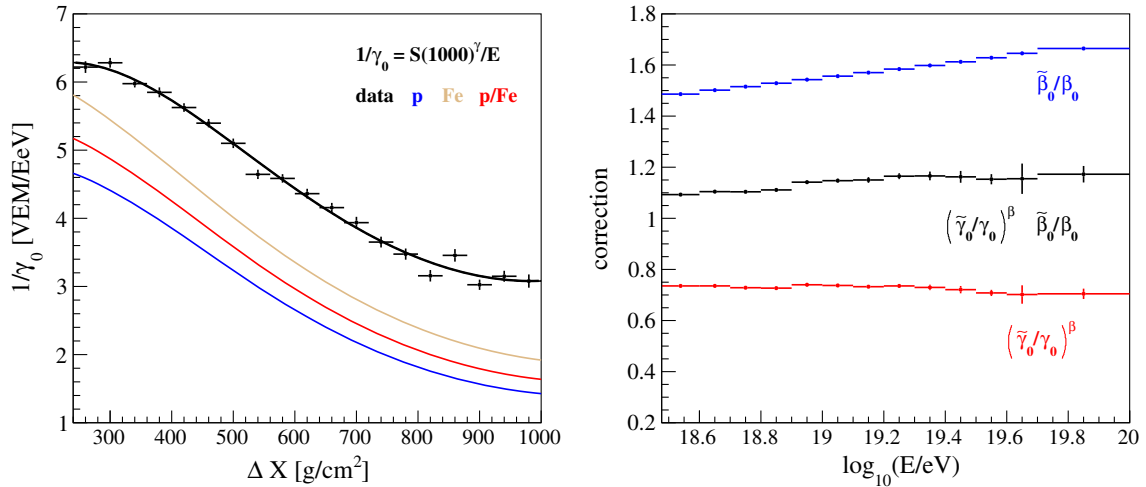 7
6
5
4
3
2
1
1/γ₀ [VEM/EeV]
1/γ₀ = S(1000)^γ/E
data p Fe p/Fe
300 400 500 600 700 800 900 1000
Δ X [g/cm²]
1.8
1.6
1.4
1.2
1
0.8
0.6
0.4
0.2
correction
β̃₀/β₀
(γ̃₀/γ₀)^β β̃₀/β₀
(γ̃₀/γ₀)^β
18.6 18.8 19 19.2 19.4 19.6 19.8 20
log₁₀(E/eV)